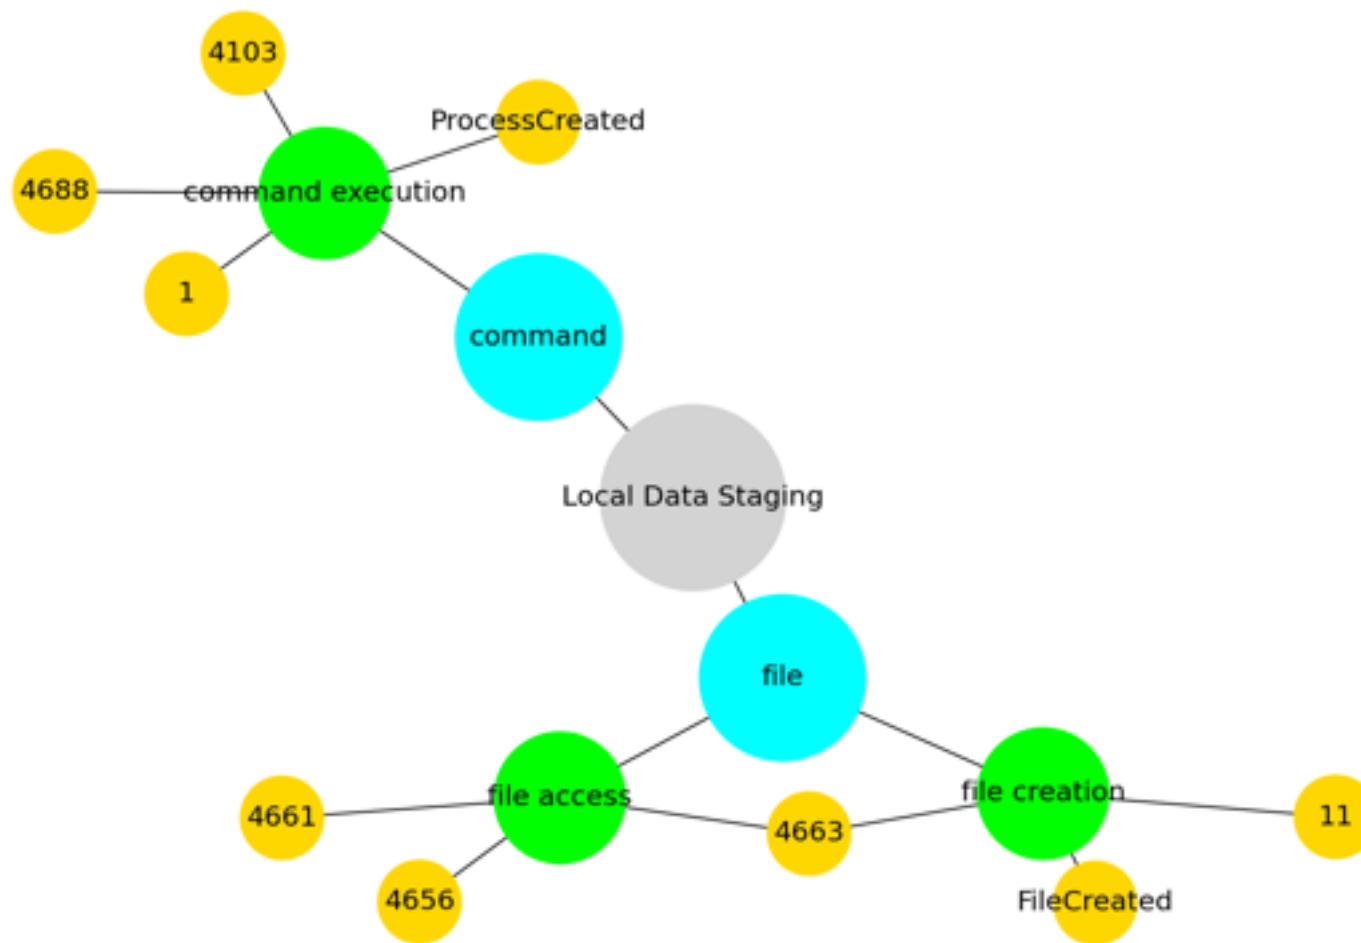 4103
ProcessCreated
4688
command execution
1
command
Local Data Staging
file
file access
file creation
4661
4663
11
4656
FileCreated